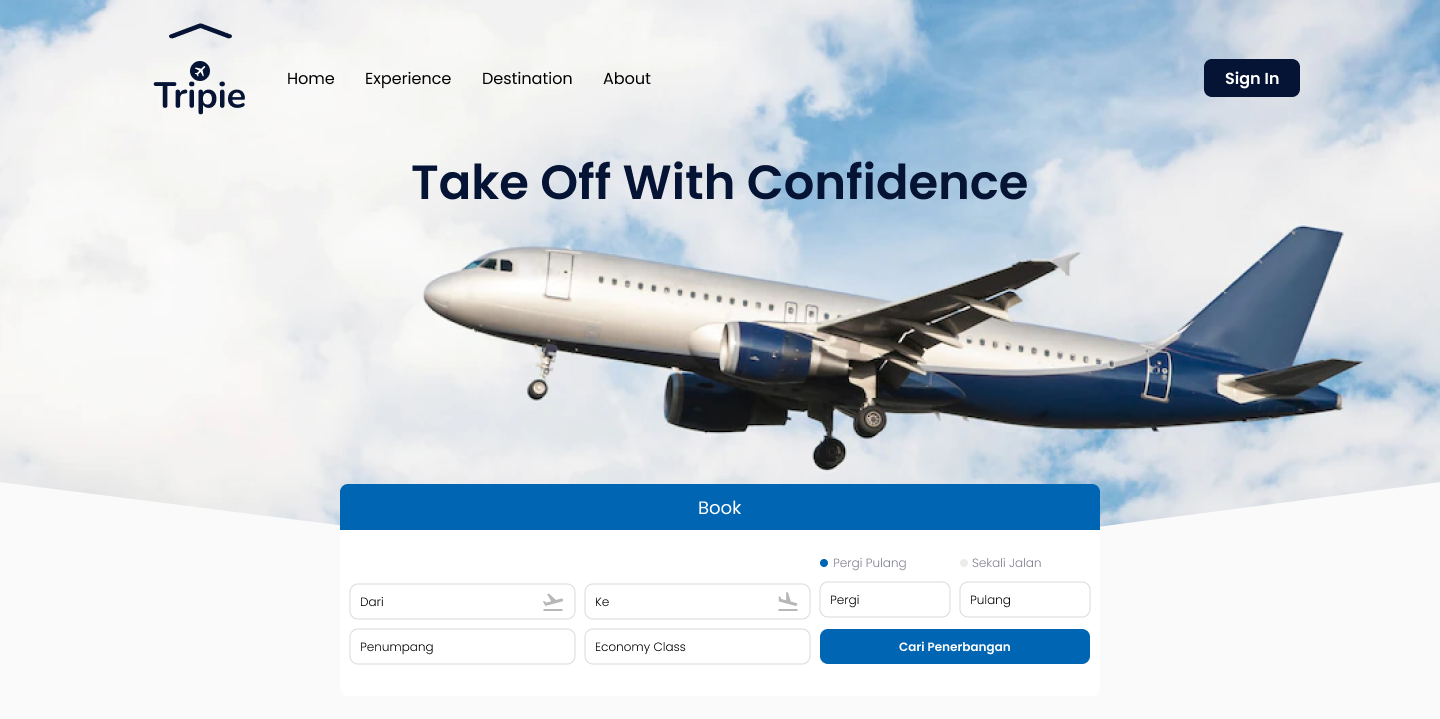 Tripie
Home Experience Destination About
Sign In
Take Off With Confidence
Book
Pergi Pulang Sekali Jalan
Dari Ke Pergi Pulang
Penumpang Economy Class Cari Penerbangan